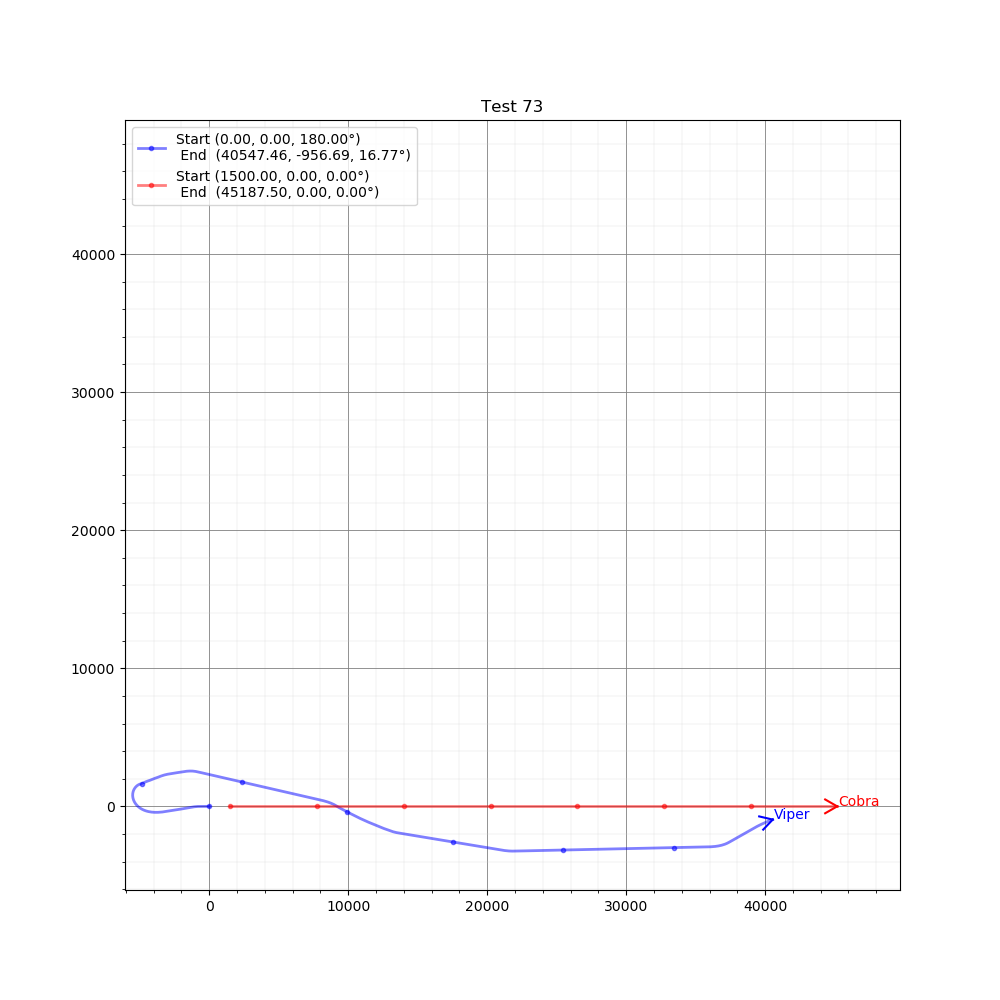 Test 73
Start (0.00, 0.00, 180.00°)
End (40547.46, -956.69, 16.77°)
Start (1500.00, 0.00, 0.00°)
End (45187.50, 0.00, 0.00°)
40000
30000
20000
10000
0
Cobra
Viper
0
10000
20000
30000
40000